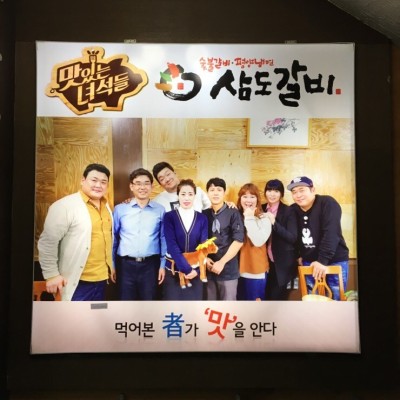 맛있는
녀석들
숯불갈비·평양냉면
삼도갈비.
먹어본 者가 '맛'을 안다